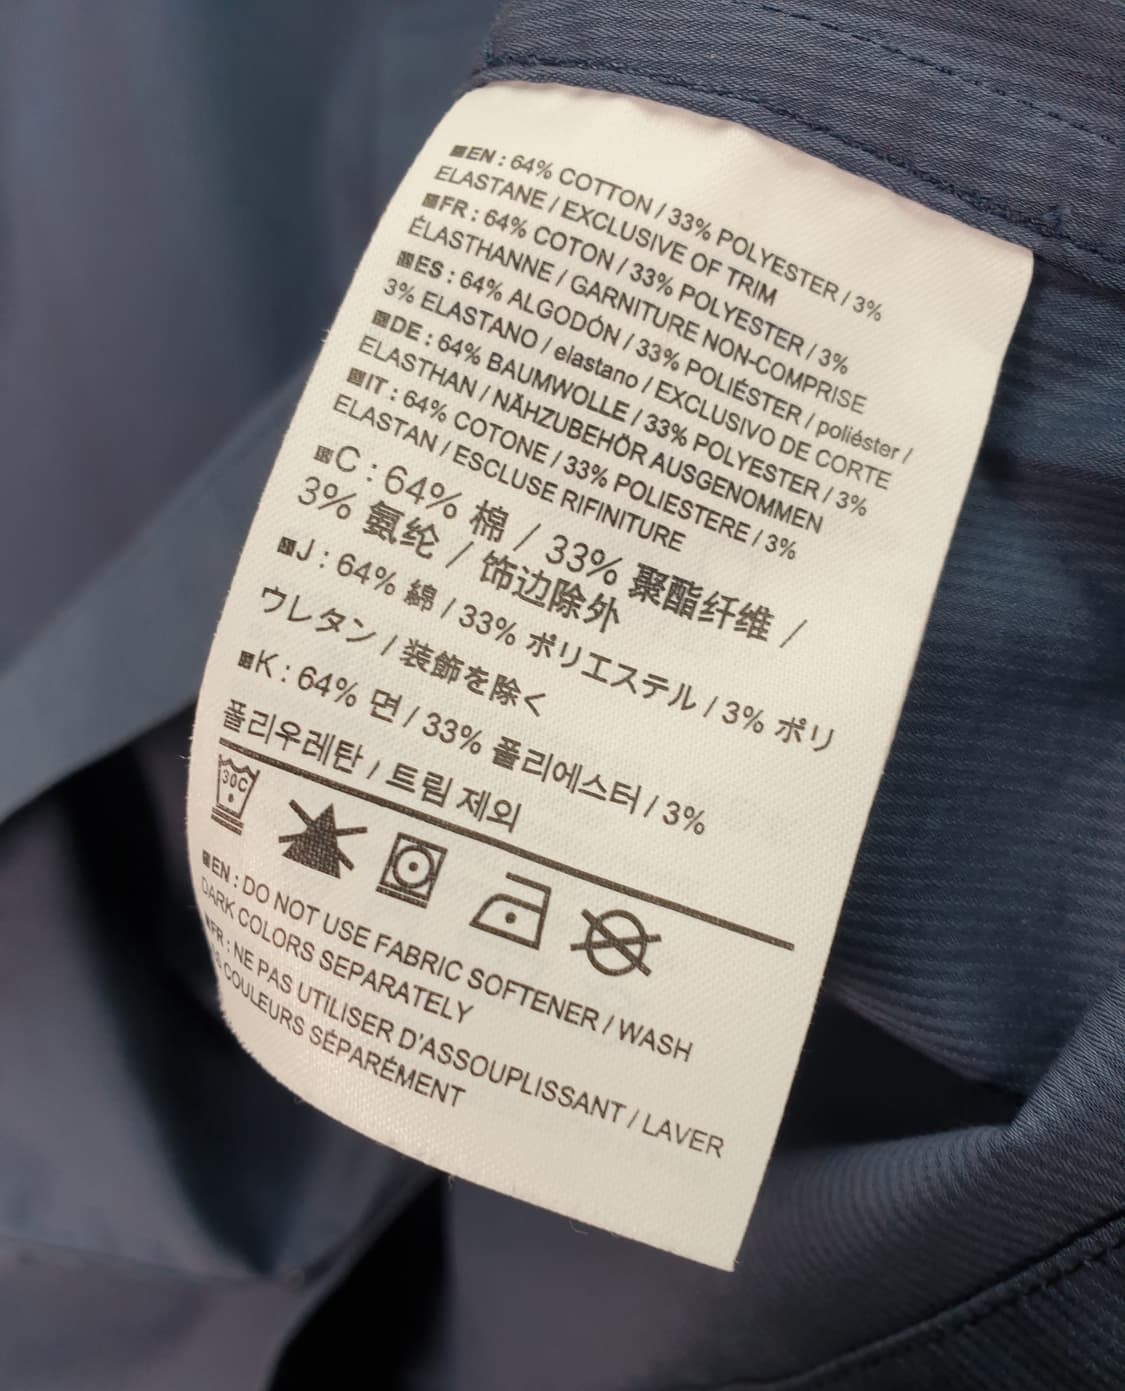 EN : 64% COTTON / 33% POLYESTER / 3%
ELASTANE / EXCLUSIVE OF TRIM
FR : 64% COTON / 33% POLYESTER / 3%
ÉLASTHANNE / GARNITURE NON-COMPRISE
ES : 64% ALGODÓN / 33% POLIÉSTER / poliéster /
3% ELASTANO / elastano / EXCLUSIVO DE CORTE
DE : 64% BAUMWOLLE / 33% POLYESTER / 3%
ELASTHAN / NÄHZUBEHÖR AUSGENOMMEN
IT : 64% COTONE / 33% POLIESTERE / 3%
ELASTAN / ESCLUSE RIFINITURE
C : 64% 棉 / 33% 聚酯纤维 /
3% 氨纶 / 饰边除外
J : 64% 綿 / 33% ポリエステル / 3% ポリ
ウレタン / 装飾を除く
K : 64% 면 / 33% 폴리에스터 / 3%
폴리우레탄 / 트림 제외
30C
EN : DO NOT USE FABRIC SOFTENER / WASH
DARK COLORS SEPARATELY
FR : NE PAS UTILISER D'ASSOUPLISSANT / LAVER
COULEURS SÉPARÉMENT